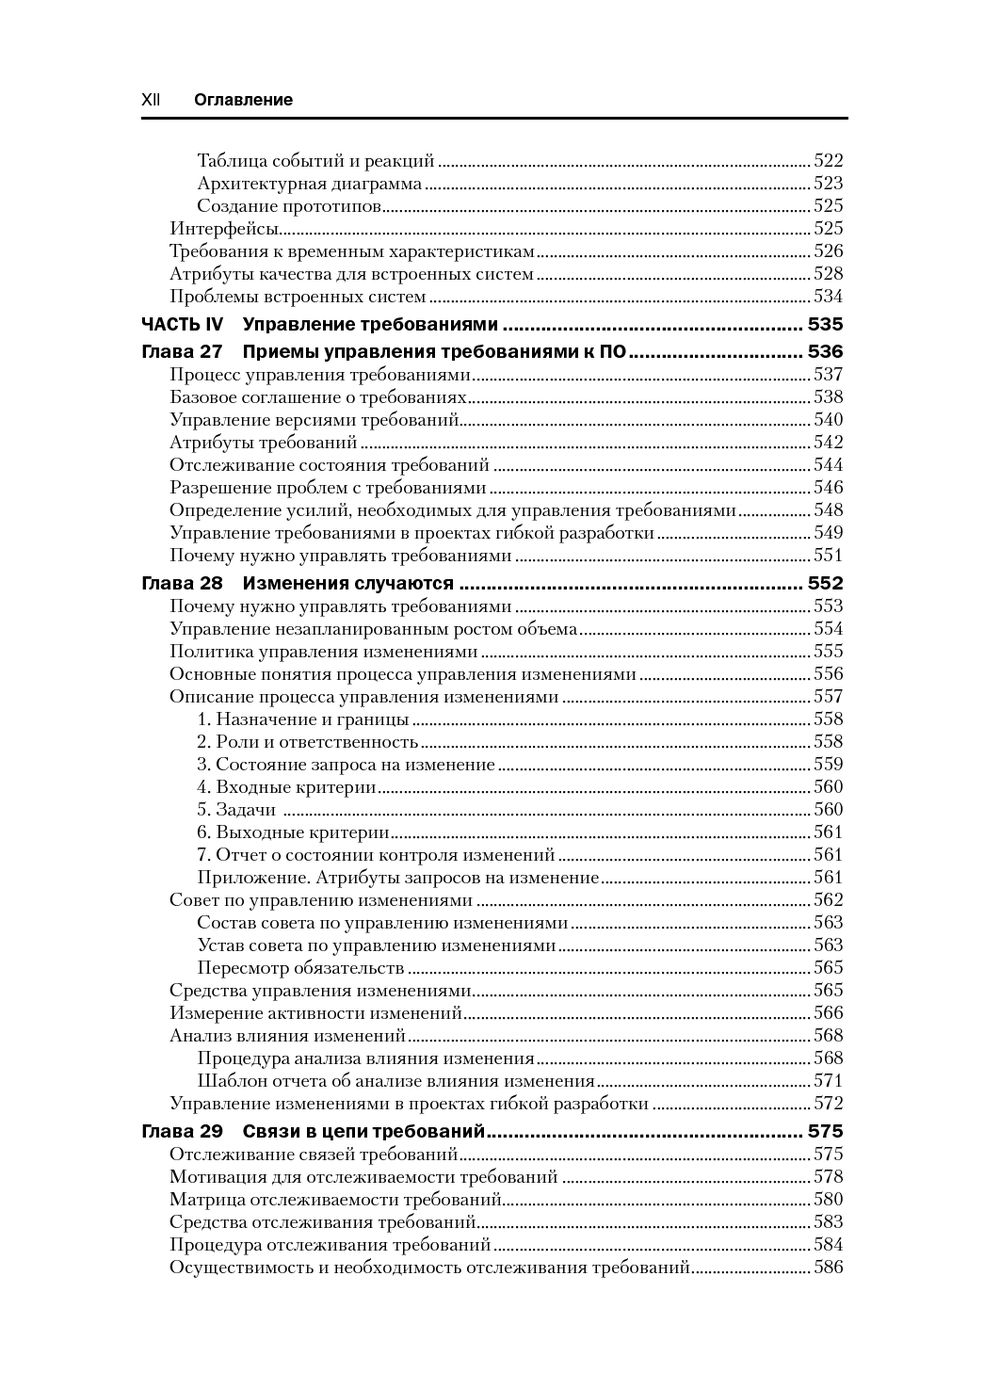 XII Оглавление
Таблица событий и реакций ..... 522
Архитектурная диаграмма ..... 523
Создание прототипов ..... 525
Интерфейсы ..... 525
Требования к временным характеристикам ..... 526
Атрибуты качества для встроенных систем ..... 528
Проблемы встроенных систем ..... 534
ЧАСТЬ IV Управление требованиями ..... 535
Глава 27 Приемы управления требованиями к ПО ..... 536
Процесс управления требованиями ..... 537
Базовое соглашение о требованиях ..... 538
Управление версиями требований ..... 540
Атрибуты требований ..... 542
Отслеживание состояния требований ..... 544
Разрешение проблем с требованиями ..... 546
Определение усилий, необходимых для управления требованиями ..... 548
Управление требованиями в проектах гибкой разработки ..... 549
Почему нужно управлять требованиями ..... 551
Глава 28 Изменения случаются ..... 552
Почему нужно управлять требованиями ..... 553
Управление незапланированным ростом объема ..... 554
Политика управления изменениями ..... 555
Основные понятия процесса управления изменениями ..... 556
Описание процесса управления изменениями ..... 557
1. Назначение и границы ..... 558
2. Роли и ответственность ..... 558
3. Состояние запроса на изменение ..... 559
4. Входные критерии ..... 560
5. Задачи ..... 560
6. Выходные критерии ..... 561
7. Отчет о состоянии контроля изменений ..... 561
Приложение. Атрибуты запросов на изменение ..... 561
Совет по управлению изменениями ..... 562
Состав совета по управлению изменениями ..... 563
Устав совета по управлению изменениями ..... 563
Пересмотр обязательств ..... 565
Средства управления изменениями ..... 565
Измерение активности изменений ..... 566
Анализ влияния изменений ..... 568
Процедура анализа влияния изменения ..... 568
Шаблон отчета об анализе влияния изменения ..... 571
Управление изменениями в проектах гибкой разработки ..... 572
Глава 29 Связи в цепи требований ..... 575
Отслеживание связей требований ..... 575
Мотивация для отслеживаемости требований ..... 578
Матрица отслеживаемости требований ..... 580
Средства отслеживания требований ..... 583
Процедура отслеживания требований ..... 584
Осуществимость и необходимость отслеживания требований ..... 586